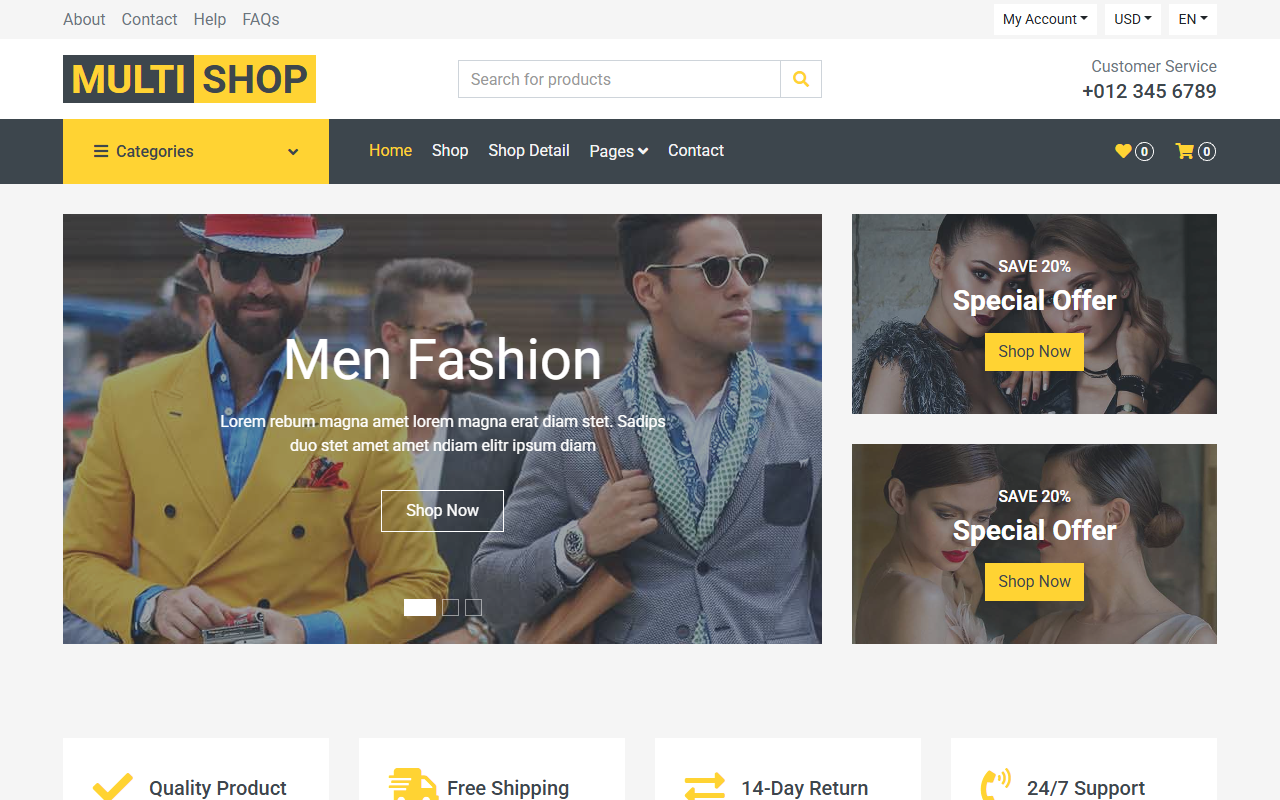 About Contact Help FAQs
My Account USD EN
MULTI SHOP
Search for products
Customer Service
+012 345 6789
Categories
Home Shop Shop Detail Pages Contact
0 0
Men Fashion
Lorem rebum magna amet lorem magna erat diam stet. Sadips
duo stet amet amet ndiam elitr ipsum diam
Shop Now
SAVE 20%
Special Offer
Shop Now
SAVE 20%
Special Offer
Shop Now
Quality Product
Free Shipping
14-Day Return
24/7 Support